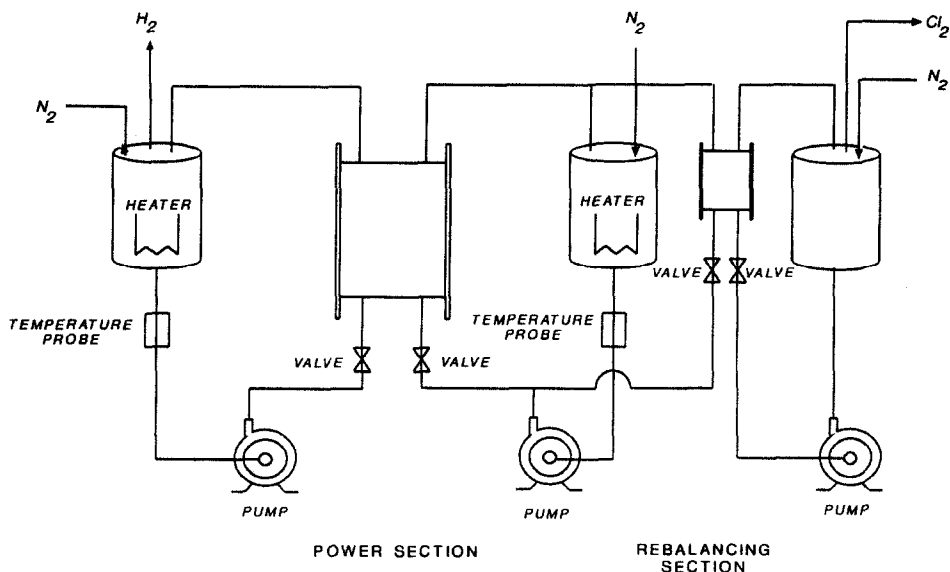 H2
N2
Cl2
N2
N2
HEATER
HEATER
VALVE
VALVE
TEMPERATURE
PROBE
TEMPERATURE
PROBE
VALVE
VALVE
PUMP
PUMP
PUMP
POWER SECTION
REBALANCING
SECTION